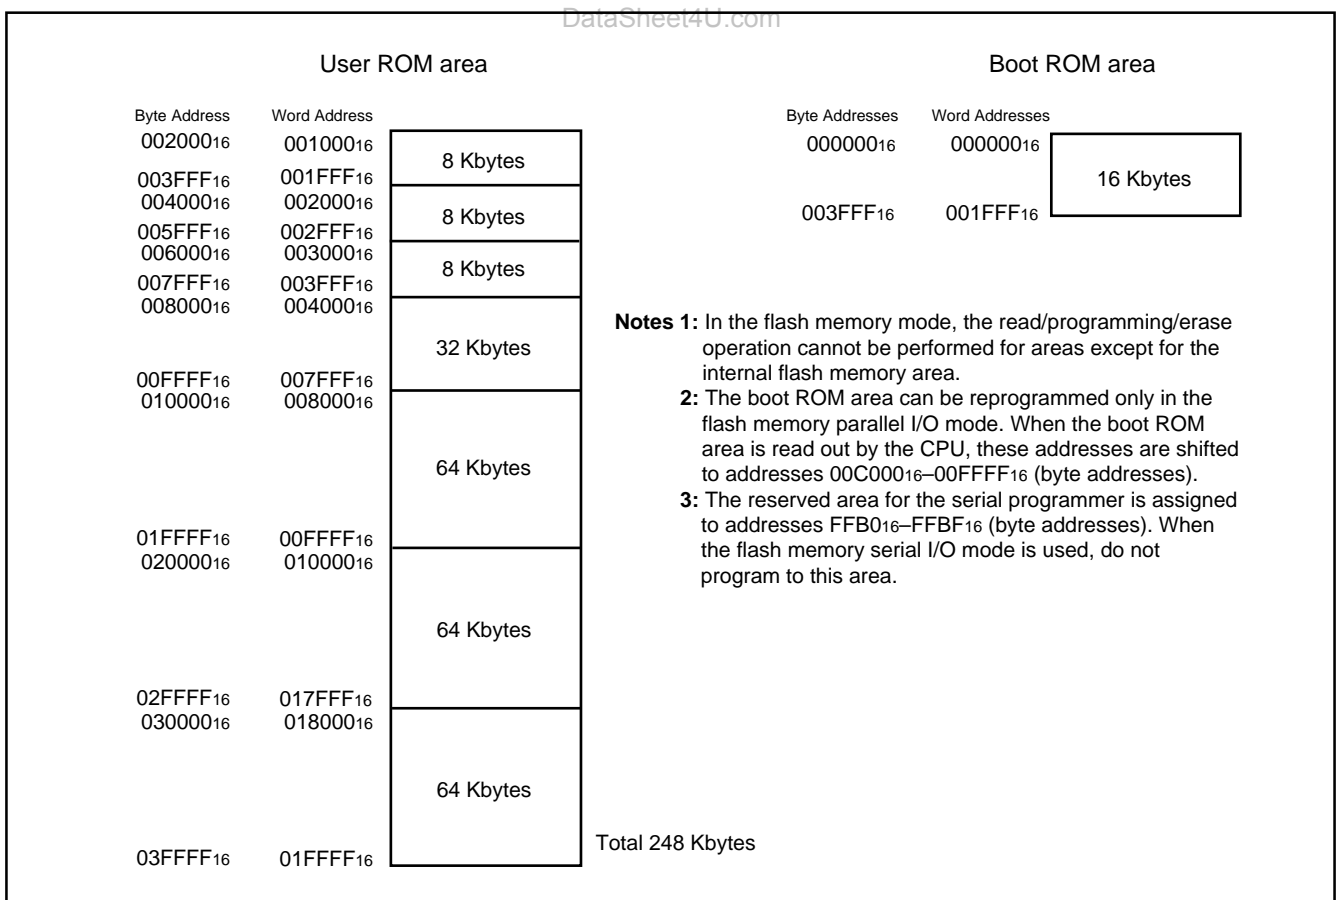 DataSheet4U.com
User ROM area
Byte Address Word Address
00200016 00100016
8 Kbytes
003FFF16 001FFF16
00400016 00200016
8 Kbytes
005FFF16 002FFF16
00600016 00300016
8 Kbytes
007FFF16 003FFF16
00800016 00400016
32 Kbytes
00FFFF16 007FFF16
01000016 00800016
64 Kbytes
01FFFF16 00FFFF16
02000016 01000016
64 Kbytes
02FFFF16 017FFF16
03000016 01800016
64 Kbytes
Total 248 Kbytes
03FFFF16 01FFFF16
Boot ROM area
Byte Addresses Word Addresses
00000016 00000016
16 Kbytes
003FFF16 001FFF16
Notes 1: In the flash memory mode, the read/programming/erase
operation cannot be performed for areas except for the
internal flash memory area.
2: The boot ROM area can be reprogrammed only in the
flash memory parallel I/O mode. When the boot ROM
area is read out by the CPU, these addresses are shifted
to addresses 00C00016–00FFFF16 (byte addresses).
3: The reserved area for the serial programmer is assigned
to addresses FFB016–FFBF16 (byte addresses). When
the flash memory serial I/O mode is used, do not
program to this area.